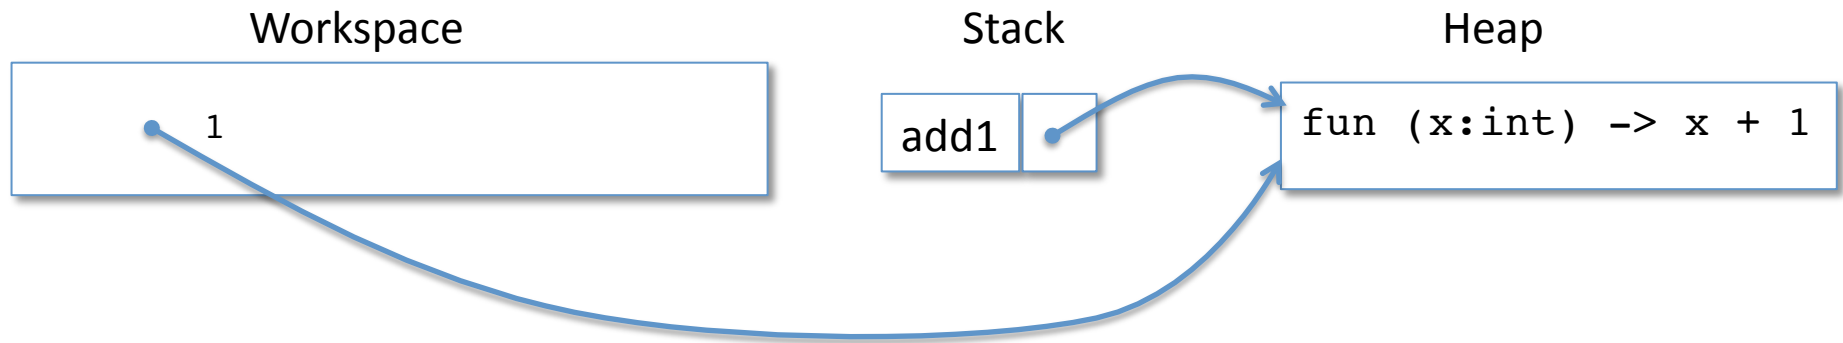 Workspace
Stack
Heap
1
add1
fun (x:int) -> x + 1